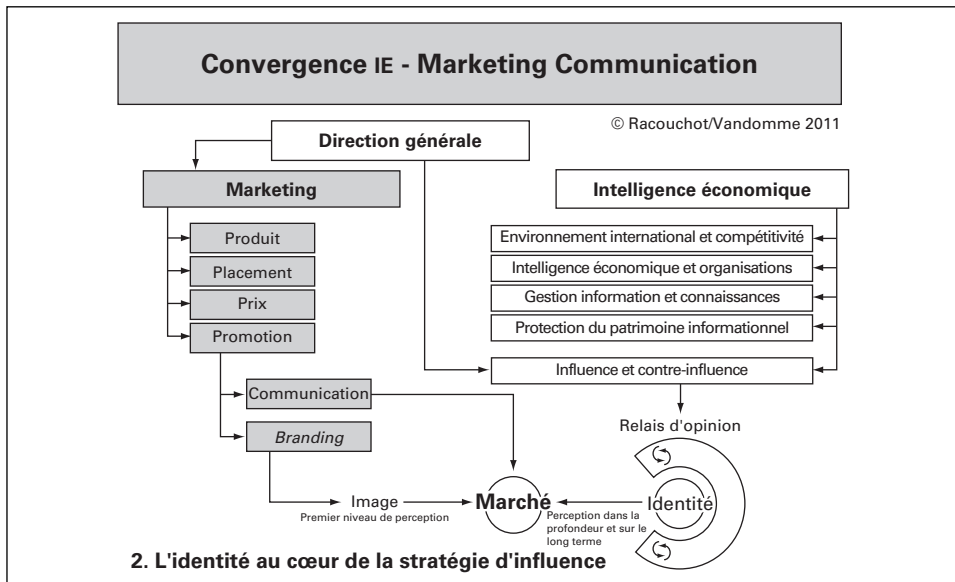 Convergence IE - Marketing Communication
© Racouchot/Vandomme 2011
Direction générale
Marketing
Produit
Placement
Prix
Promotion
Communication
Branding
Image
Premier niveau de perception
Intelligence économique
Environnement international et compétitivité
Intelligence économique et organisations
Gestion information et connaissances
Protection du patrimoine informationnel
Influence et contre-influence
Relais d'opinion
Identité
Marché
Perception dans la
profondeur et sur le
long terme
2. L'identité au cœur de la stratégie d'influence